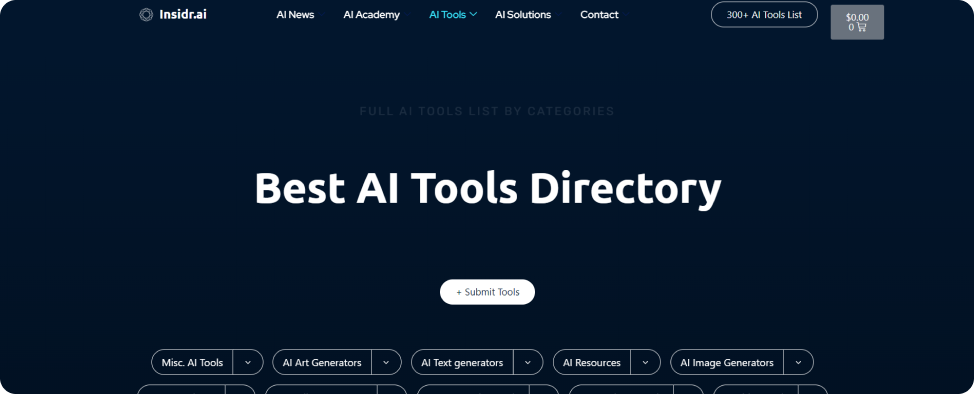 Insidr.ai
AI News
AI Academy
AI Tools
AI Solutions
Contact
300+ AI Tools List
$0.00
0
FULL AI TOOLS LIST BY CATEGORIES
Best AI Tools Directory
+ Submit Tools
Misc. AI Tools
AI Art Generators
AI Text generators
AI Resources
AI Image Generators